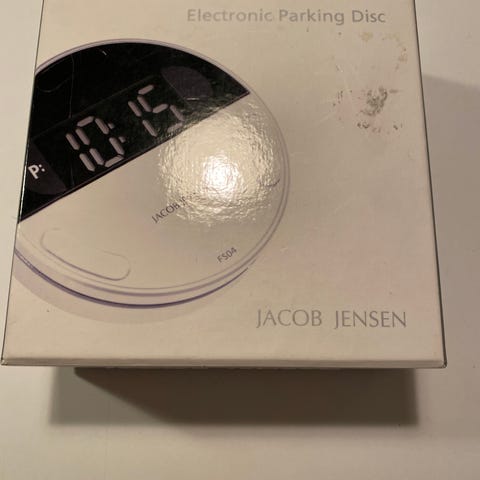 Electronic Parking Disc
P: 10:15
JACOB
FS04
JACOB JENSEN